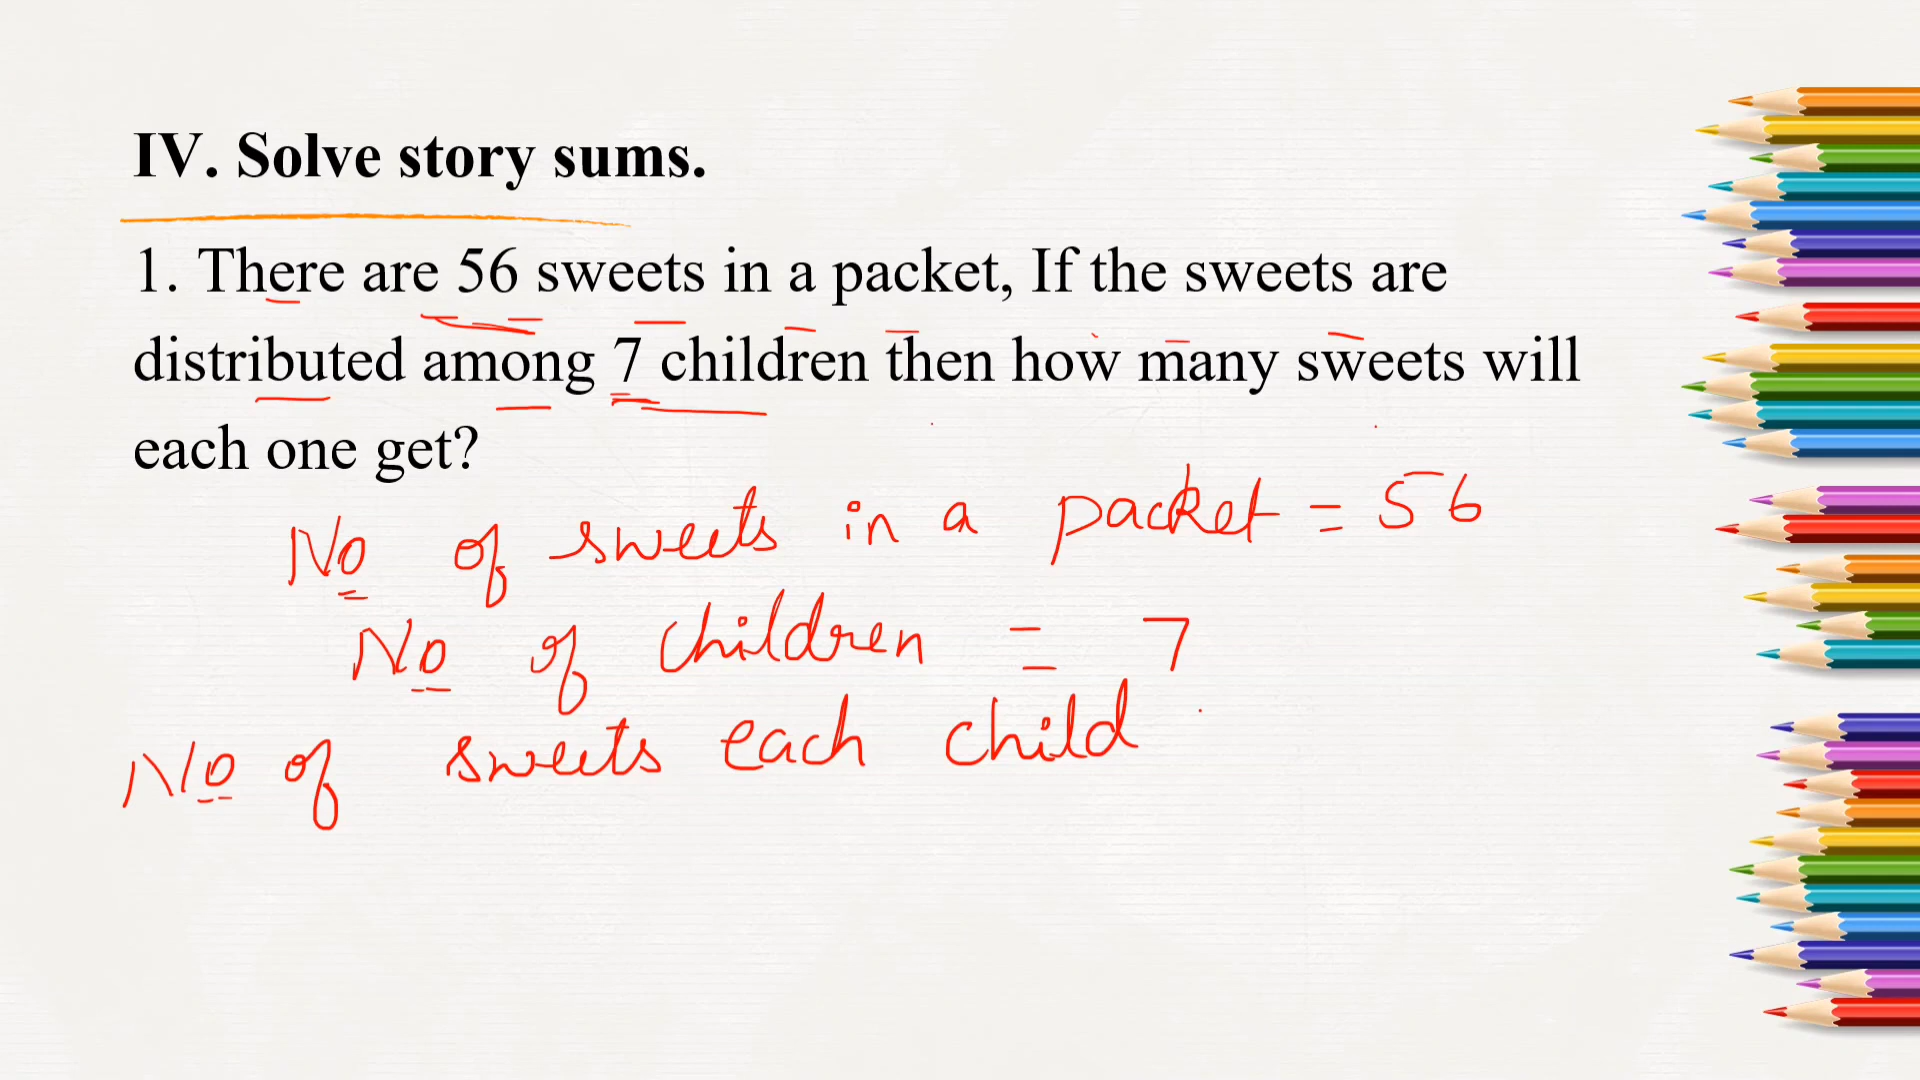 IV. Solve story sums.
1. There are 56 sweets in a packet, If the sweets are
distributed among 7 children then how many sweets will
each one get?
No of sweets in a packet = 56
No of children = 7
No of sweets each child